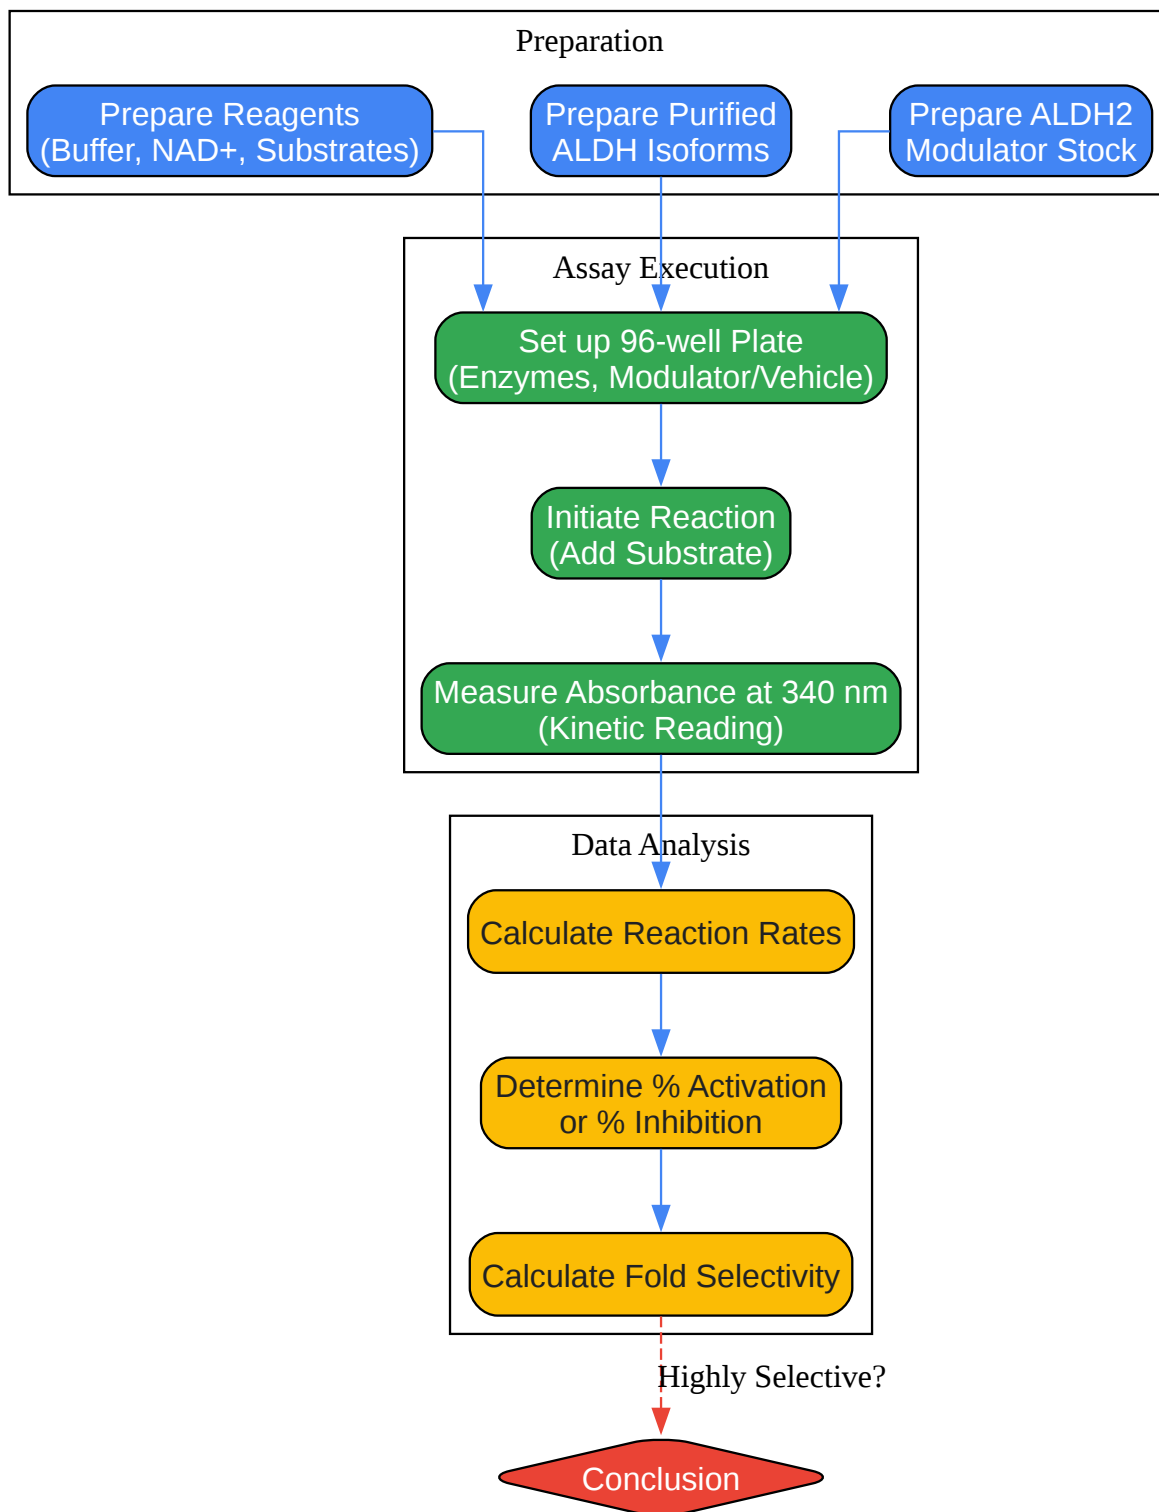 Preparation
Prepare Reagents
(Buffer, NAD+, Substrates)
Prepare Purified
ALDH Isoforms
Prepare ALDH2
Modulator Stock
Assay Execution
Set up 96-well Plate
(Enzymes, Modulator/Vehicle)
Initiate Reaction
(Add Substrate)
Measure Absorbance at 340 nm
(Kinetic Reading)
Data Analysis
Calculate Reaction Rates
Determine % Activation
or % Inhibition
Calculate Fold Selectivity
Highly Selective?
Conclusion